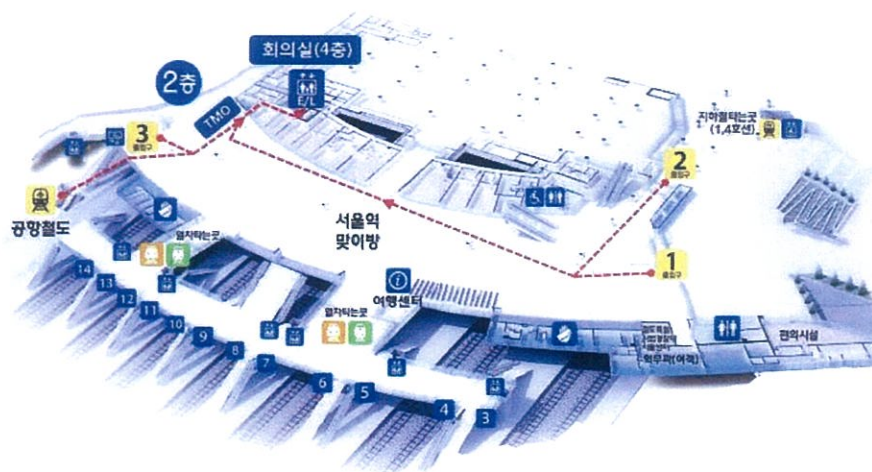 회의실(4층)
2층
E/L
TMO
3
출입구
지하철타는곳
(1,4호선)
2
출입구
공항철도
서울역
맞이방
1
출입구
열차타는곳
여행센터
열차타는곳
편의시설
14
13
12
11
10
9
8
7
6
5
4
3